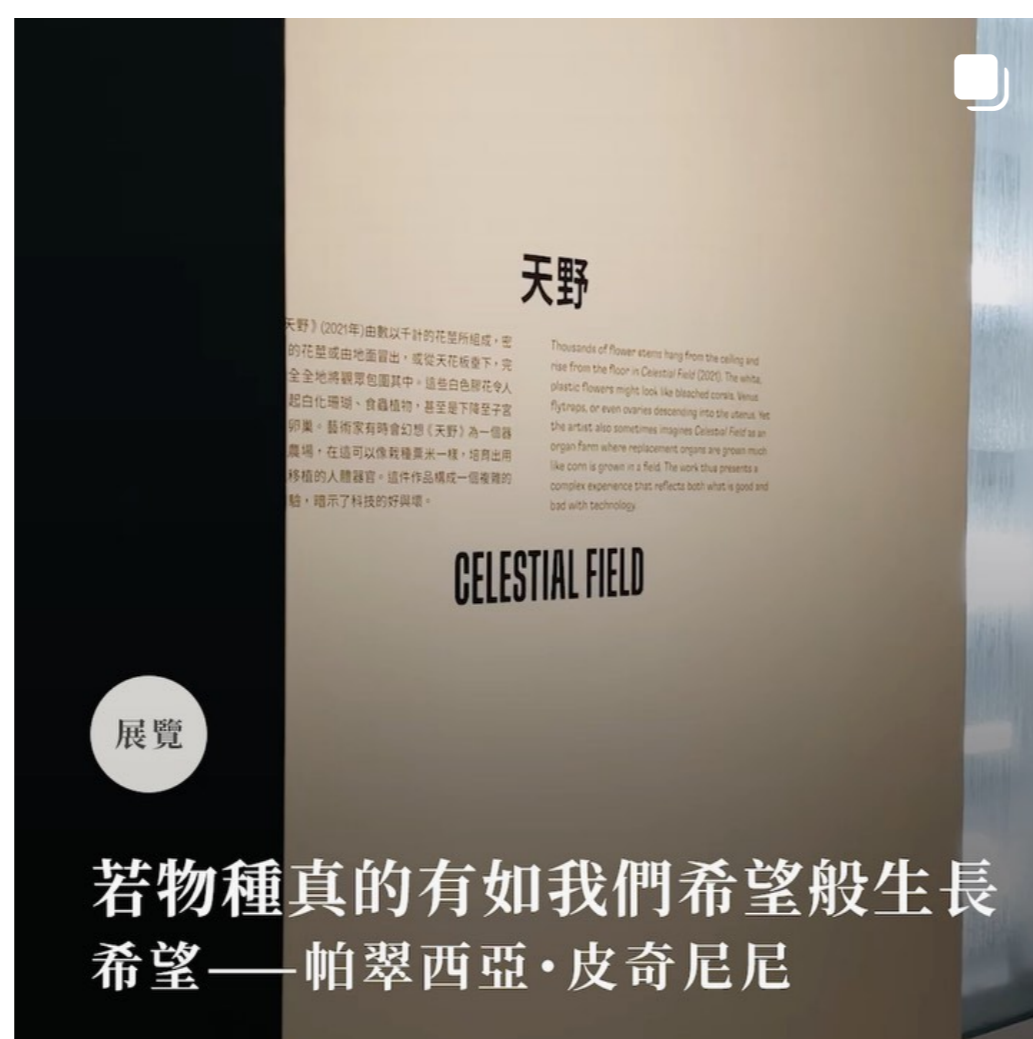 天野
天野》(2021年)由數以千計的花莖所組成，密
的花莖或由地面冒出，或從天花板垂下，完
全全地將觀眾包圍其中。這些白色膠花令人
起白化珊瑚、食蟲植物，甚至是下降至子宮
卵巢。藝術家有時會幻想《天野》為一個器
農場，在這可以像栽種粟米一樣，培育出用
移植的人體器官。這件作品構成一個複雜的
驗，暗示了科技的好與壞。
Thousands of flower stems hang from the ceiling and
rise from the floor in Celestial Field (2021). The white,
plastic flowers might look like bleached corals, Venus
flytraps, or even ovaries descending into the uterus. Yet
the artist also sometimes imagines Celestial Field as an
organ farm where replacement organs are grown much
like corn is grown in a field. The work thus presents a
complex experience that reflects both what is good and
bad with technology.
CELESTIAL FIELD
展覽
若物種真的有如我們希望般生長
希望——帕翠西亞·皮奇尼尼